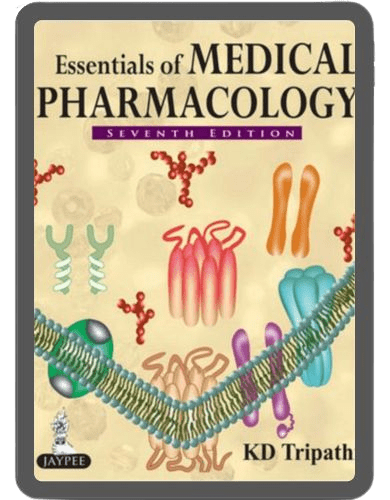 Essentials of MEDICAL
PHARMACOLOGY
SEVENTH EDITION
KD Tripath
JAYPEE